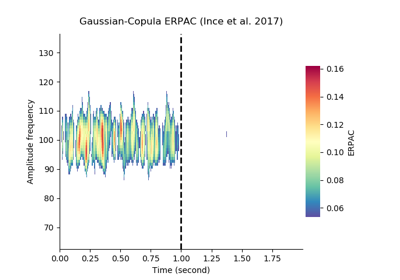 Gaussian-Copula ERPAC (Ince et al. 2017)
130
120
110
100
90
80
70
Amplitude frequency
0.00 0.25 0.50 0.75 1.00 1.25 1.50 1.75
Time (second)
0.16
0.14
0.12
0.10
0.08
0.06
ERPAC